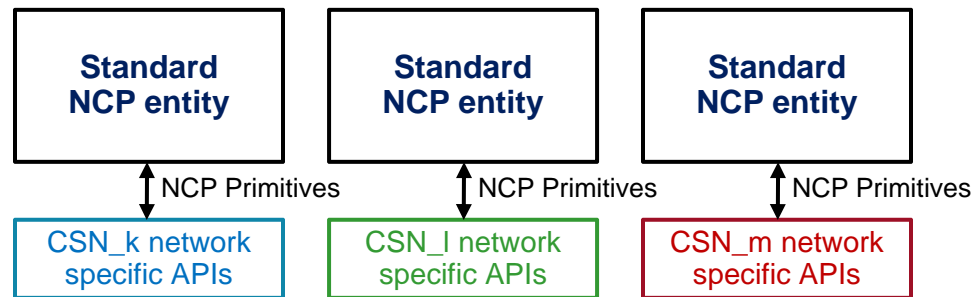 Standard
NCP entity
Standard
NCP entity
Standard
NCP entity
NCP Primitives
NCP Primitives
NCP Primitives
CSN_k network
specific APIs
CSN_l network
specific APIs
CSN_m network
specific APIs